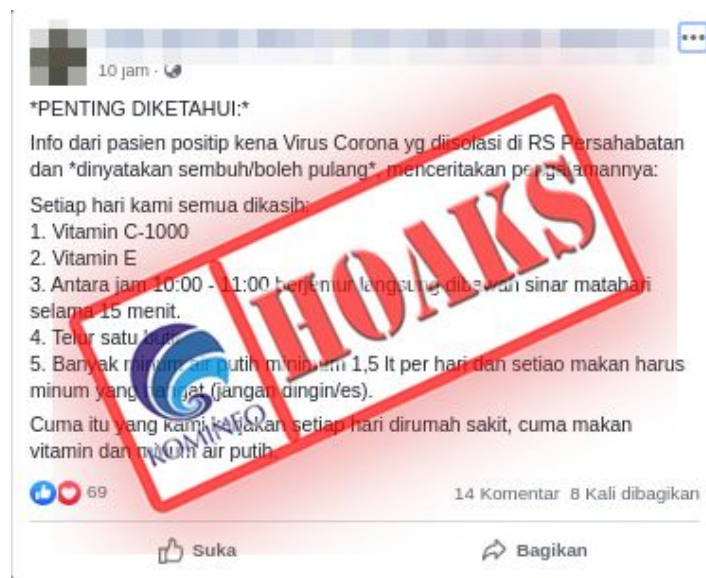 10 jam ·
*PENTING DIKETAHUI:*
Info dari pasien positip kena Virus Corona yg diisolasi di RS Persahabatan
dan *dinyatakan sembuh/boleh pulang*, menceritakan pengalamannya:
Setiap hari kami semua dikasih:
1. Vitamin C-1000
2. Vitamin E
3. Antara jam 10:00 - 11:00 berjemur langsung dibawah sinar matahari
selama 15 menit.
4. Telur satu butir
5. Banyak minum air putih minimum 1,5 lt per hari dan setiao makan harus
minum yang hangat (jangan dingin/es).
Cuma itu yang kami kerjakan setiap hari dirumah sakit, cuma makan
vitamin dan minum air putih.
HOAKS
KOMINFO
69
14 Komentar 8 Kali dibagikan
Suka
Bagikan